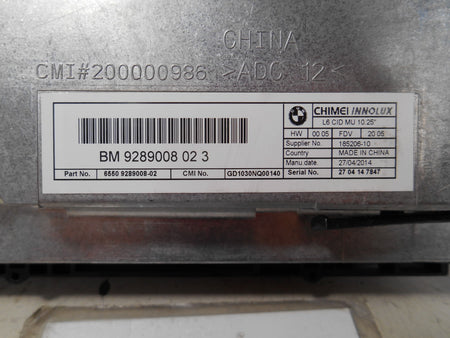 CHINA
CMI#200000986 >ADC 12<
CHIMEI INNOLUX
L6 CID MU 10.25"
HW 00 05 FDV 20 05
Supplier No. 185206-10
Country MADE IN CHINA
Manu date 27/04/2014
BM 9289008 02 3
Part No. 6550 9289008-02 CMI No. GD1030NQ00140 Serial No. 27 04 14 7847